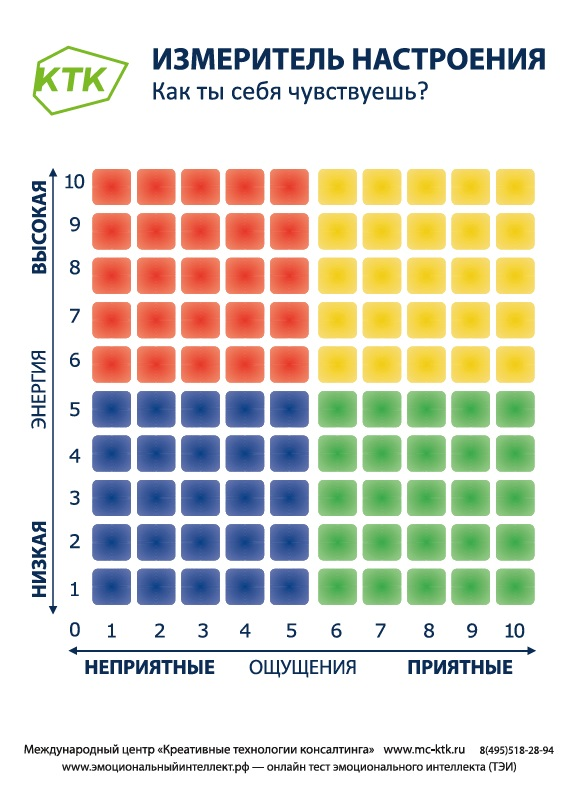 КТК
ИЗМЕРИТЕЛЬ НАСТРОЕНИЯ
Как ты себя чувствуешь?
ВЫСОКАЯ
ЭНЕРГИЯ
НИЗКАЯ
10
9
8
7
6
5
4
3
2
1
0 1 2 3 4 5 6 7 8 9 10
НЕПРИЯТНЫЕ ОЩУЩЕНИЯ ПРИЯТНЫЕ
Международный центр «Креативные технологии консалтинга» www.mc-ktk.ru 8(495)518-28-94
www.эмоциональныйинтеллект.рф — онлайн тест эмоционального интеллекта (ТЭИ)